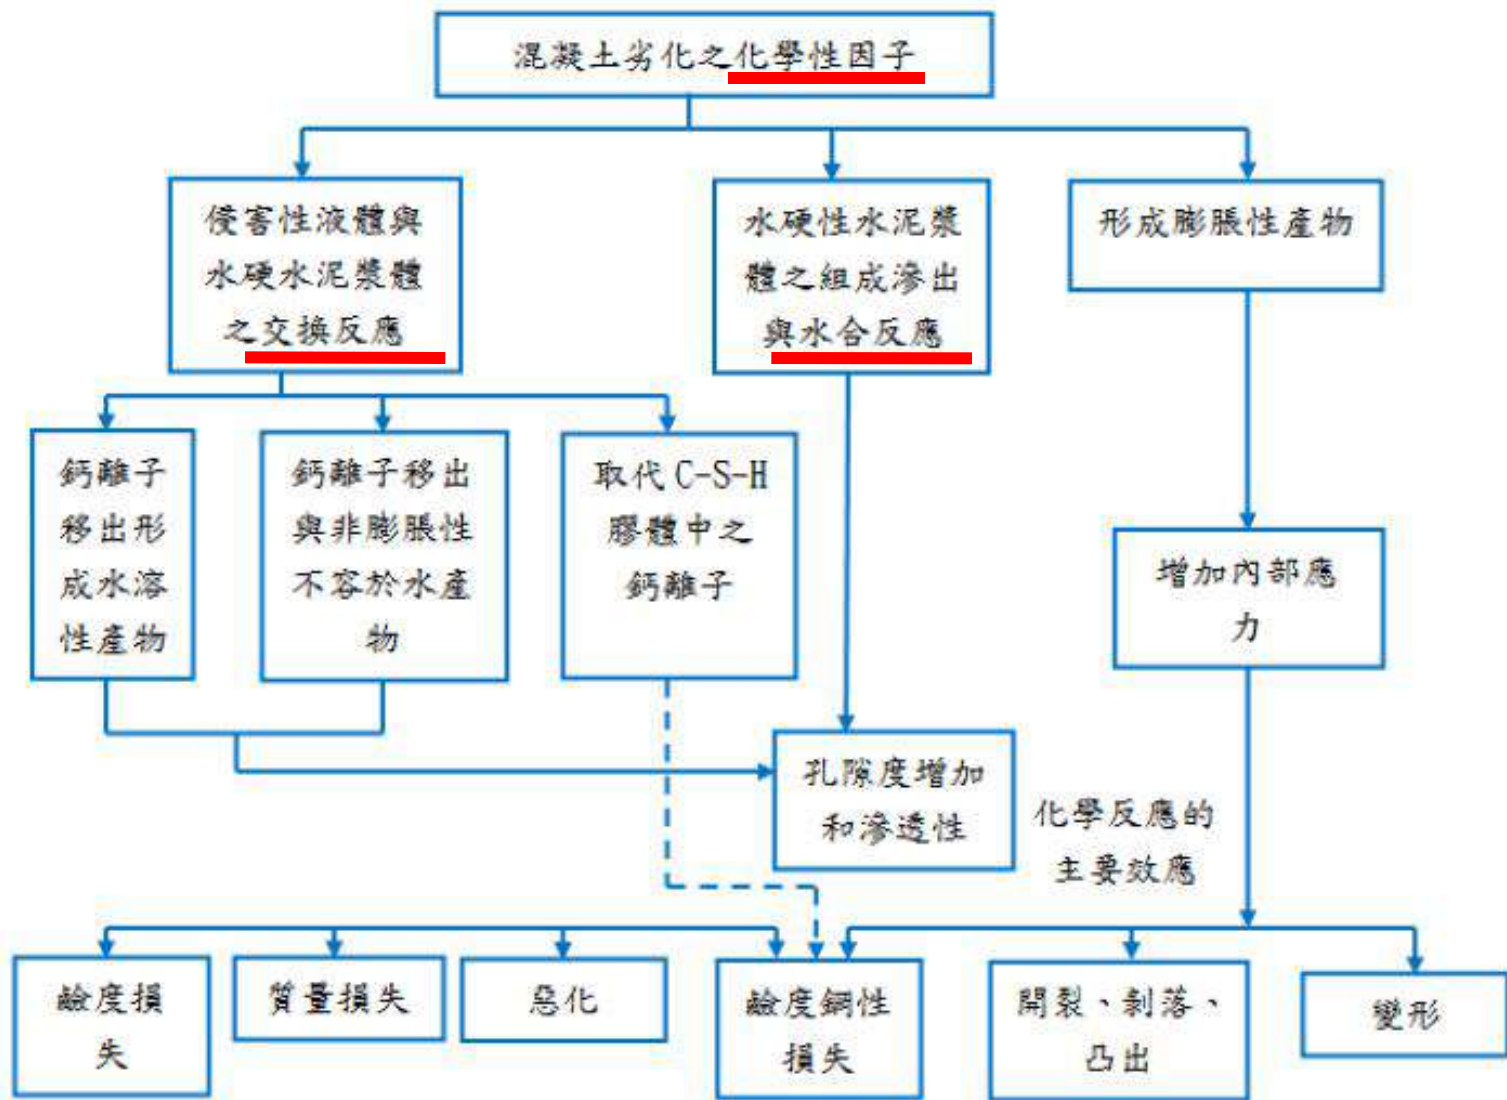 混凝土劣化之化學性因子
侵害性液體與
水硬水泥漿體
之交換反應
水硬性水泥漿
體之組成滲出
與水合反應
形成膨脹性產物
鈣離子
移出形
成水溶
性產物
鈣離子移出
與非膨脹性
不容於水產
物
取代 C-S-H
膠體中之
鈣離子
增加內部應
力
孔隙度增加
和滲透性
化學反應的
主要效應
鹼度損
失
質量損失
惡化
鹼度鋼性
損失
開裂、剝落、
凸出
變形